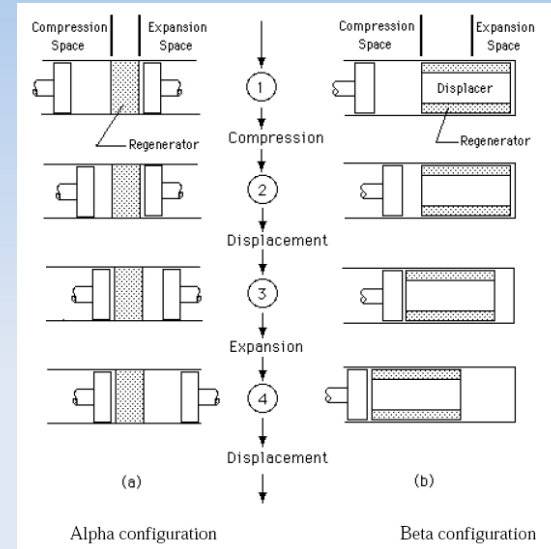 Compression
Space
Expansion
Space
Regenerator
1
Compression
2
Displacement
3
Expansion
4
Displacement
Compression
Space
Expansion
Space
Displacer
Regenerator
(a)
(b)
Alpha configuration
Beta configuration